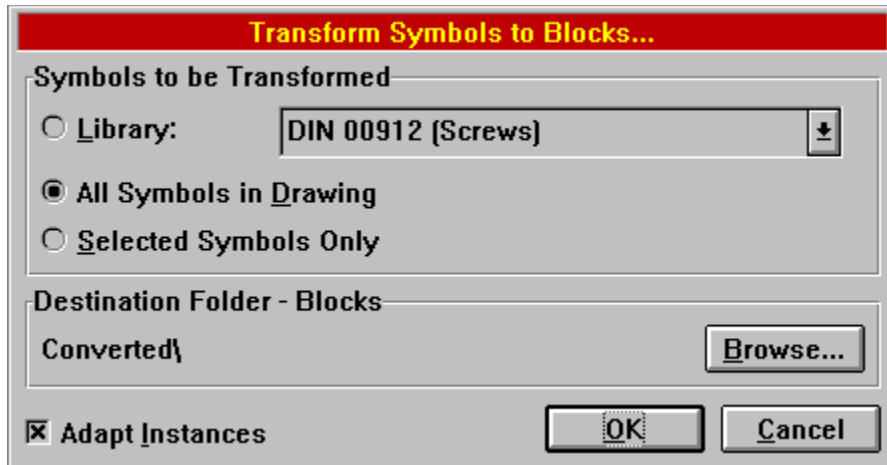 Transform Symbols to Blocks...
Symbols to be Transformed
Library: DIN 00912 (Screws)
All Symbols in Drawing
Selected Symbols Only
Destination Folder - Blocks
Converted\ Browse...
Adapt Instances OK Cancel